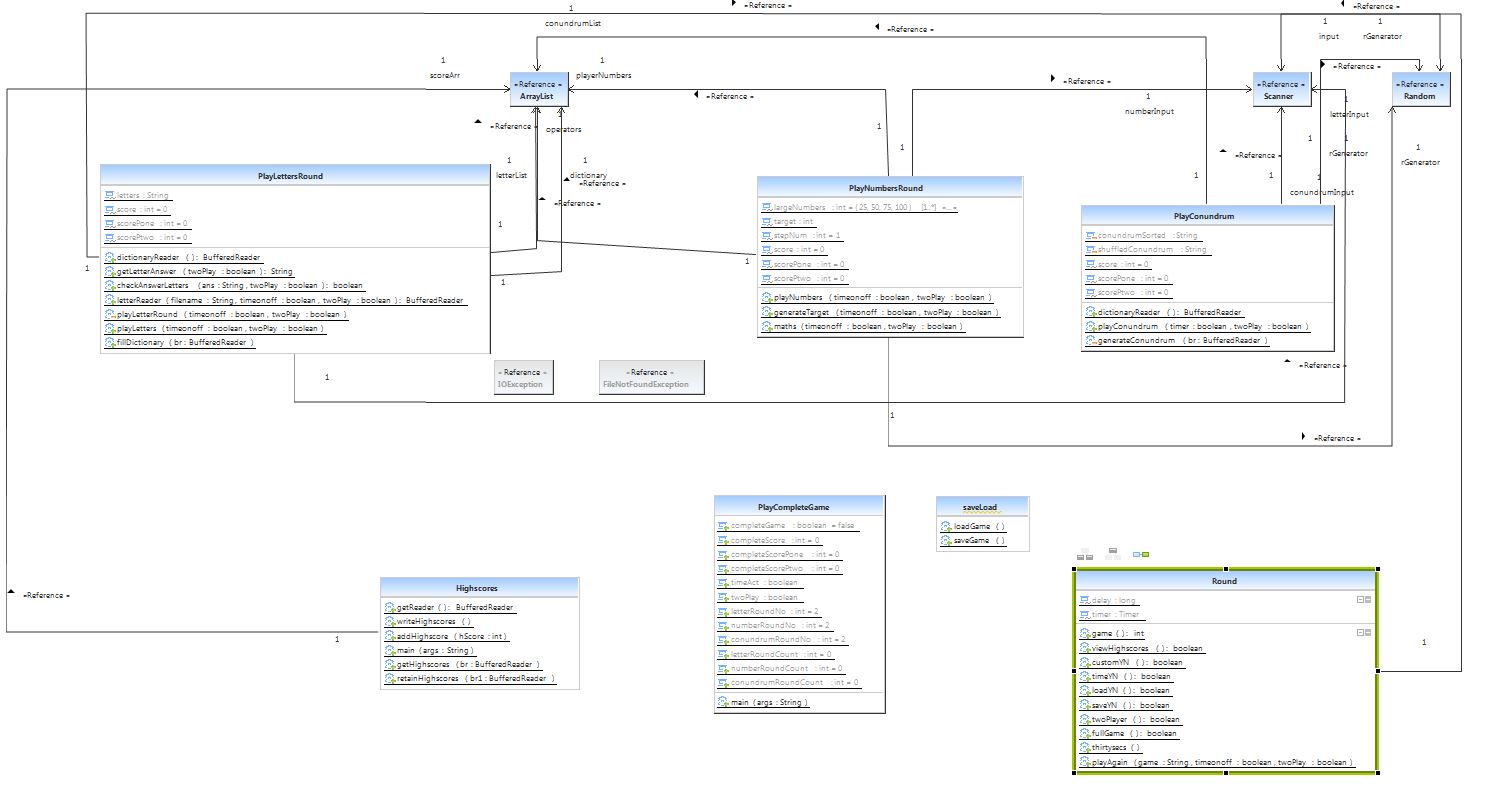 «Reference »
«Reference »
1
conundrumList
«Reference »
1
input
1
rGenerator
1
scoreArr
1
playerNumbers
«Reference »
ArrayList
«Reference »
«Reference »
1
numberInput
«Reference »
Scanner
«Reference »
«Reference »
Random
1
letterInput
«Reference »
operators
1
1
1
1
rGenerator
1
rGenerator
«Reference »
1
letterList
1
dictionary
«Reference »
«Reference »
1
1
1
conundrumInput
PlayLettersRound
letters : String
score : int = 0
scorePone : int = 0
scorePtwo : int = 0
dictionaryReader ( ): BufferedReader
getLetterAnswer ( twoPlay : boolean ): String
checkAnswerLetters ( ans : String, twoPlay : boolean ): boolean
letterReader ( filename : String, timeonoff : boolean, twoPlay : boolean ): BufferedReader
playLetterRound ( timeonoff : boolean, twoPlay : boolean )
playLetters ( timeonoff : boolean, twoPlay : boolean )
fillDictionary ( br : BufferedReader )
1
1
1
1
PlayNumbersRound
largeNumbers : int = { 25, 50, 75, 100 } [1..*] «...»
target : int
stepNum : int = 1
score : int = 0
scorePone : int = 0
scorePtwo : int = 0
playNumbers ( timeonoff : boolean, twoPlay : boolean )
generateTarget ( timeonoff : boolean, twoPlay : boolean )
maths ( timeonoff : boolean, twoPlay : boolean )
PlayConundrum
conundrumSorted : String
shuffledConundrum : String
score : int = 0
scorePone : int = 0
scorePtwo : int = 0
dictionaryReader ( ): BufferedReader
playConundrum ( timer : boolean, twoPlay : boolean )
generateConundrum ( br : BufferedReader )
«Reference »
1
« Reference »
IOException
« Reference »
FileNotFoundException
1
«Reference »
PlayCompleteGame
completeGame : boolean = false
completeScore : int = 0
completeScorePone : int = 0
completeScorePtwo : int = 0
timeAct : boolean
twoPlay : boolean
letterRoundNo : int = 2
numberRoundNo : int = 2
conundrumRoundNo : int = 2
letterRoundCount : int = 0
numberRoundCount : int = 0
conundrumRoundCount : int = 0
main ( args : String )
saveLoad
loadGame ( )
saveGame ( )
«Reference »
1
Highscores
getReader ( ): BufferedReader
writeHighscores ( )
addHighscore ( hScore : int )
main ( args : String )
getHighscores ( br : BufferedReader )
retainHighscores ( br1 : BufferedReader )
Round
delay : long
timer : Timer
game ( ): int
viewHighscores ( ): boolean
customYN ( ): boolean
timeYN ( ): boolean
loadYN ( ): boolean
saveYN ( ): boolean
twoPlayer ( ): boolean
fullGame ( ): boolean
thirtysecs ( )
playAgain ( game : String, timeonoff : boolean, twoPlay : boolean )
1